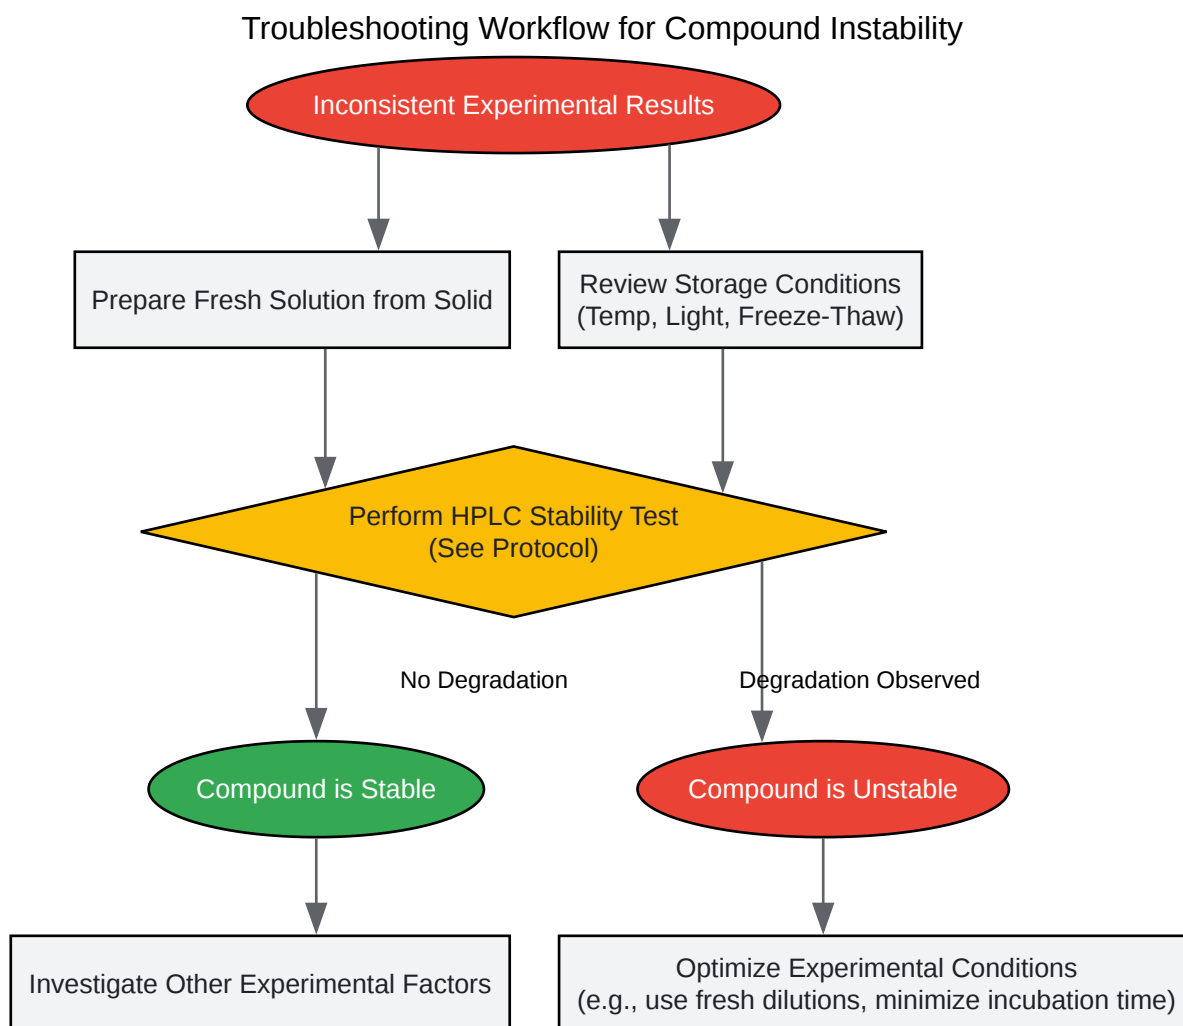 Troubleshooting Workflow for Compound Instability
Inconsistent Experimental Results
Prepare Fresh Solution from Solid
Review Storage Conditions
(Temp, Light, Freeze-Thaw)
Perform HPLC Stability Test
(See Protocol)
No Degradation
Degradation Observed
Compound is Stable
Compound is Unstable
Investigate Other Experimental Factors
Optimize Experimental Conditions
(e.g., use fresh dilutions, minimize incubation time)